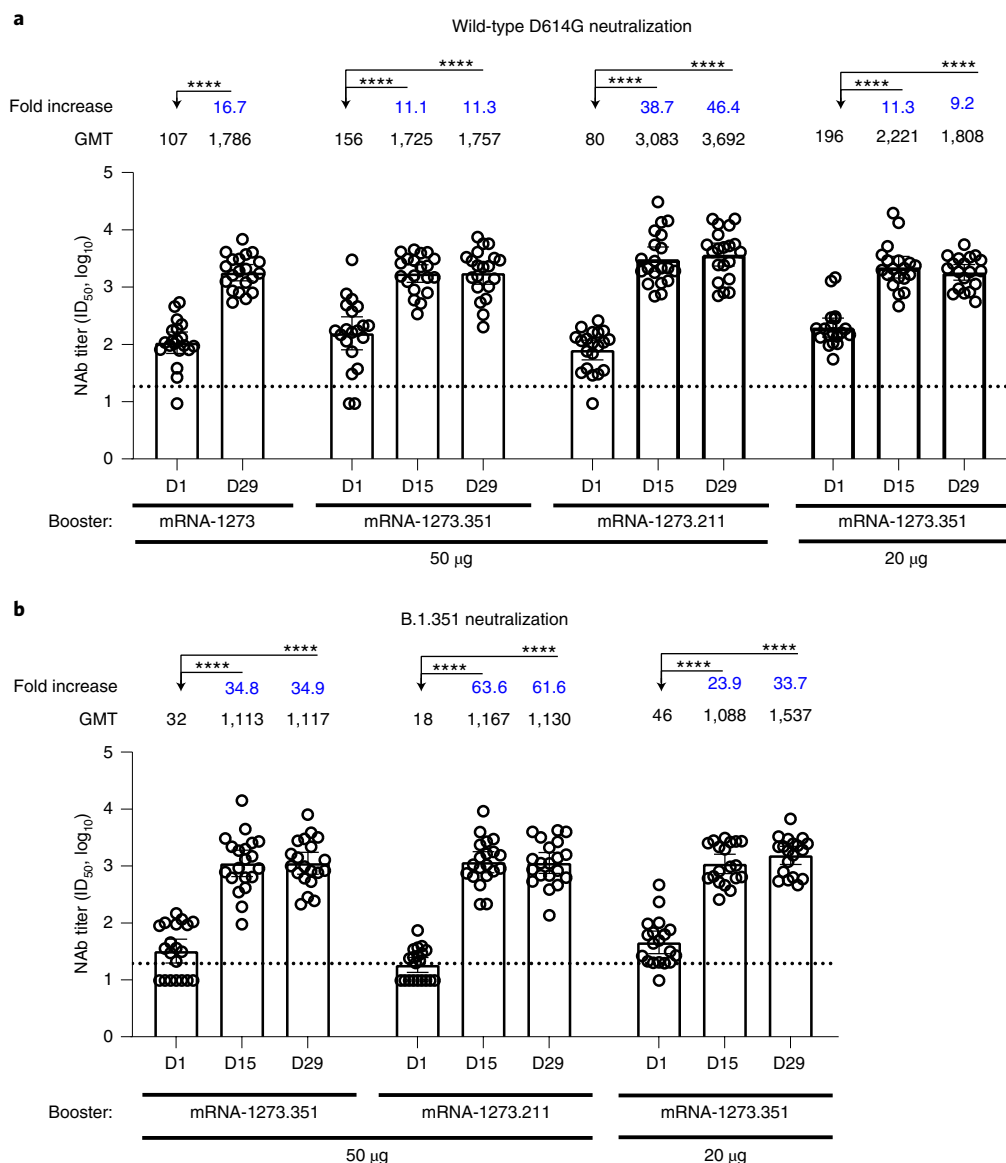 a
Wild-type D614G neutralization
**** **** **** **** **** **** ****
Fold increase 16.7 11.1 11.3 38.7 46.4 11.3 9.2
GMT 107 1,786 156 1,725 1,757 80 3,083 3,692 196 2,221 1,808
NAb titer (ID50, log10)
5
4
3
2
1
0
D1 D29 D1 D15 D29 D1 D15 D29 D1 D15 D29
Booster: mRNA-1273 mRNA-1273.351 mRNA-1273.211 mRNA-1273.351
50 µg 20 µg
b
B.1.351 neutralization
**** **** **** **** **** ****
Fold increase 34.8 34.9 63.6 61.6 23.9 33.7
GMT 32 1,113 1,117 18 1,167 1,130 46 1,088 1,537
NAb titer (ID50, log10)
5
4
3
2
1
0
D1 D15 D29 D1 D15 D29 D1 D15 D29
Booster: mRNA-1273.351 mRNA-1273.211 mRNA-1273.351
50 µg 20 µg